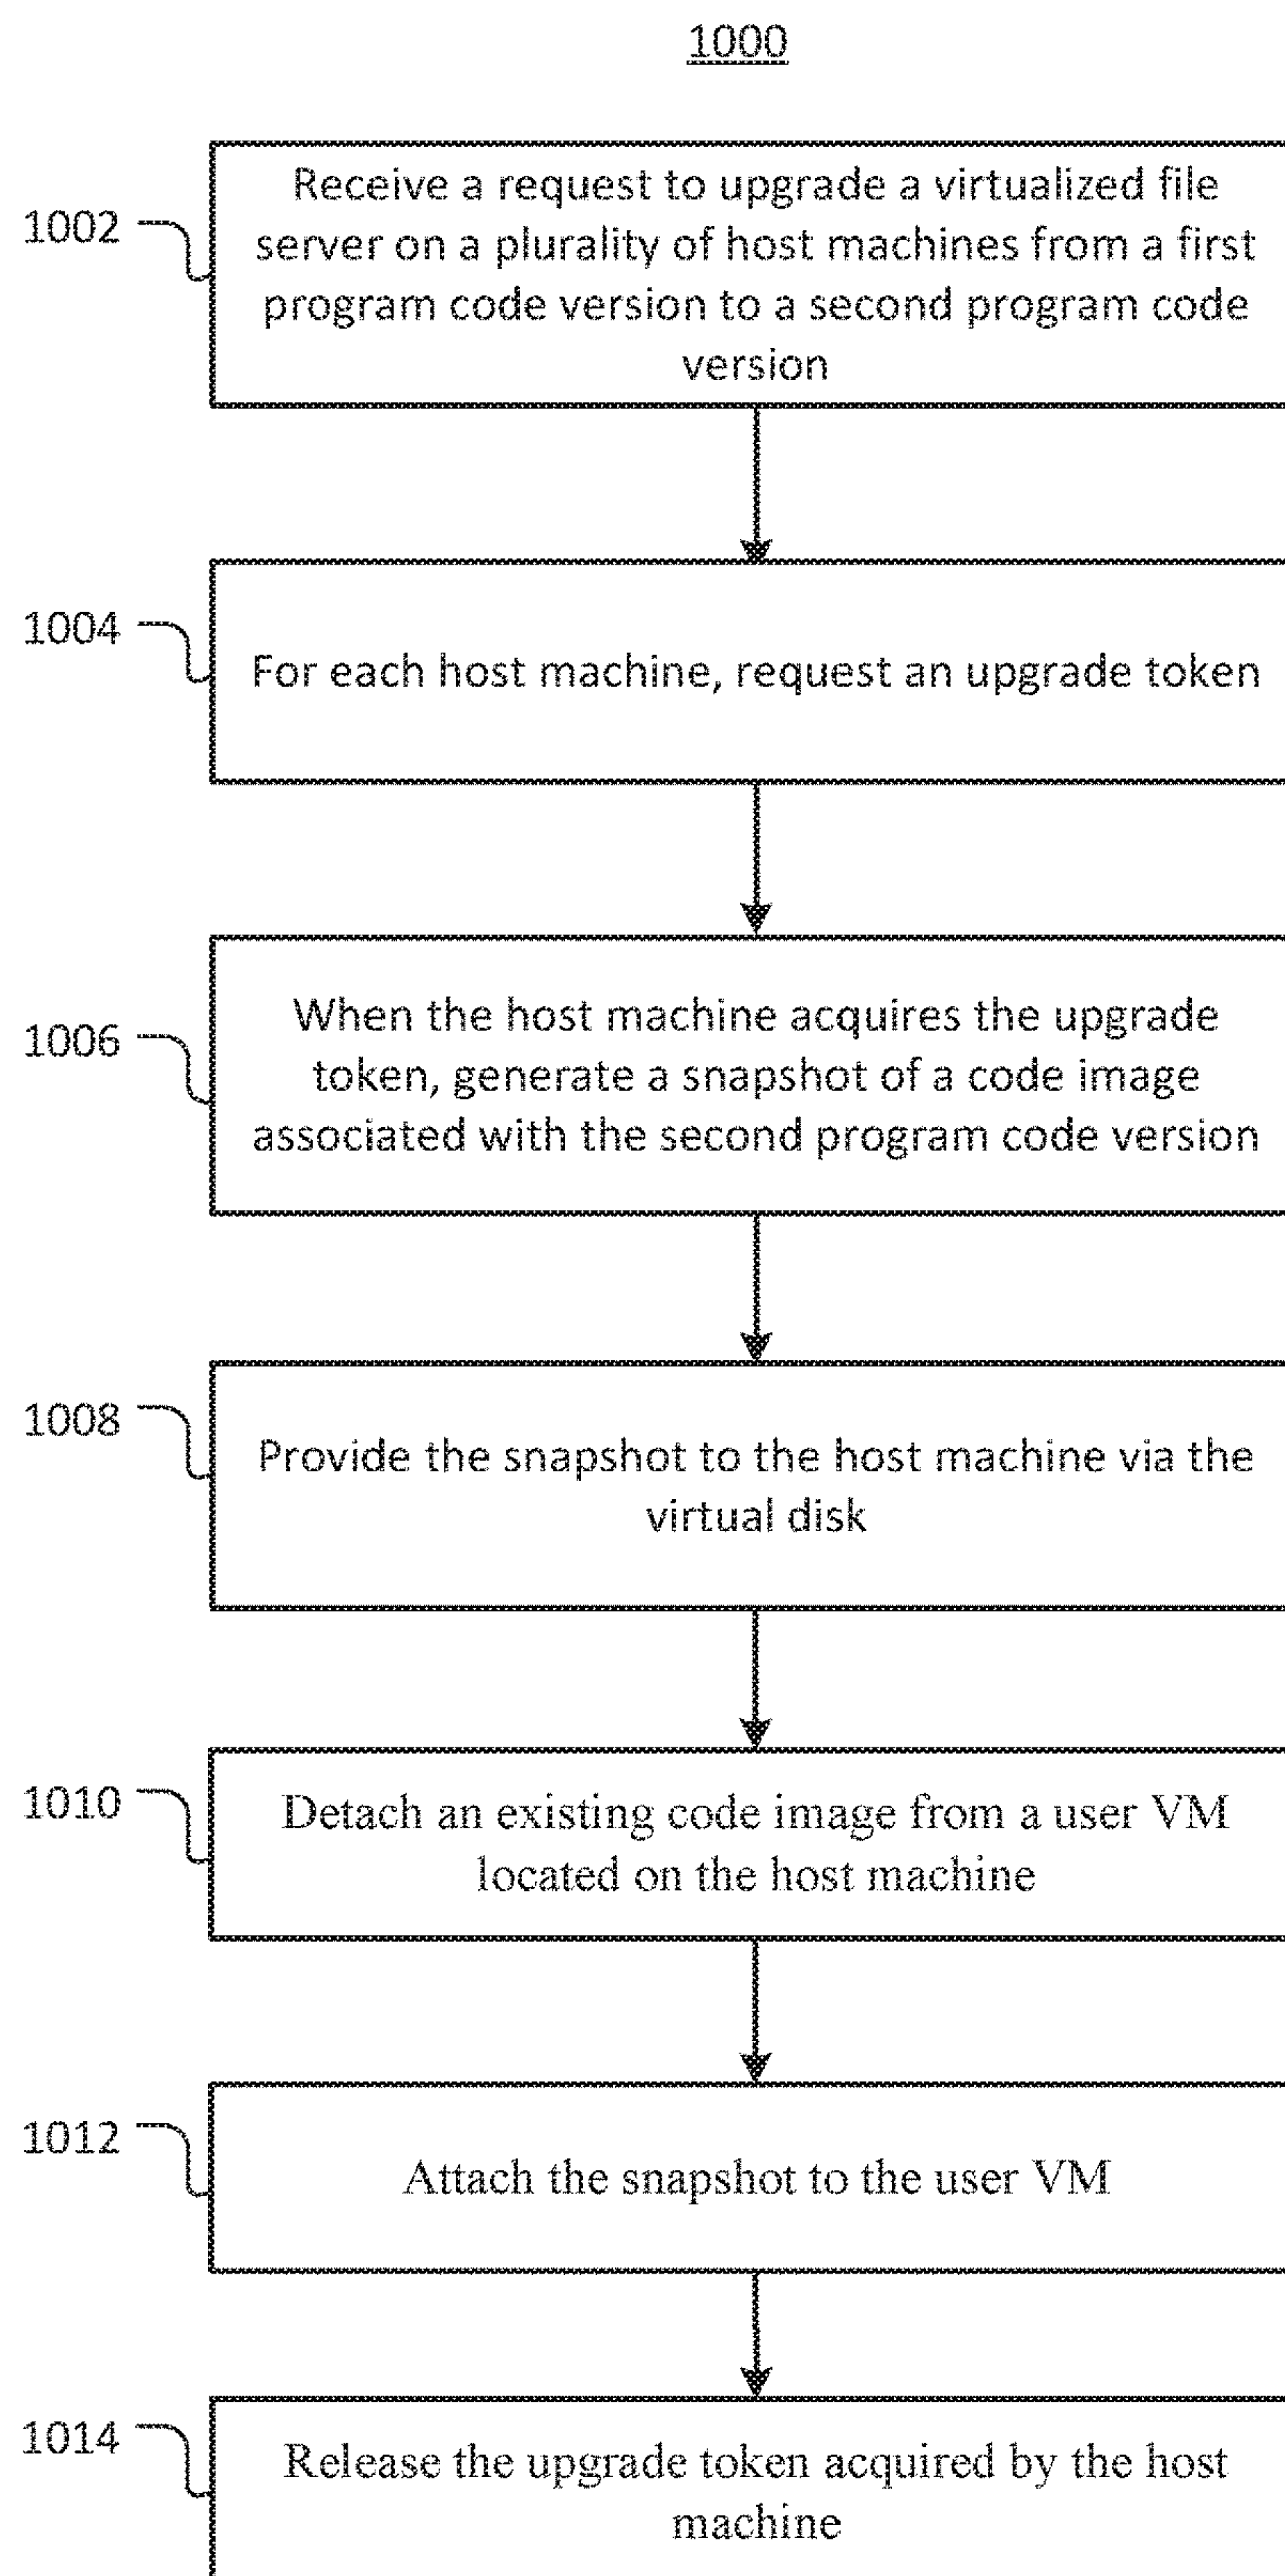 1000
1002
Receive a request to upgrade a virtualized file
server on a plurality of host machines from a first
program code version to a second program code
version
1004
For each host machine, request an upgrade token
1006
When the host machine acquires the upgrade
token, generate a snapshot of a code image
associated with the second program code version
1008
Provide the snapshot to the host machine via the
virtual disk
1010
Detach an existing code image from a user VM
located on the host machine
1012
Attach the snapshot to the user VM
1014
Release the upgrade token acquired by the host
machine